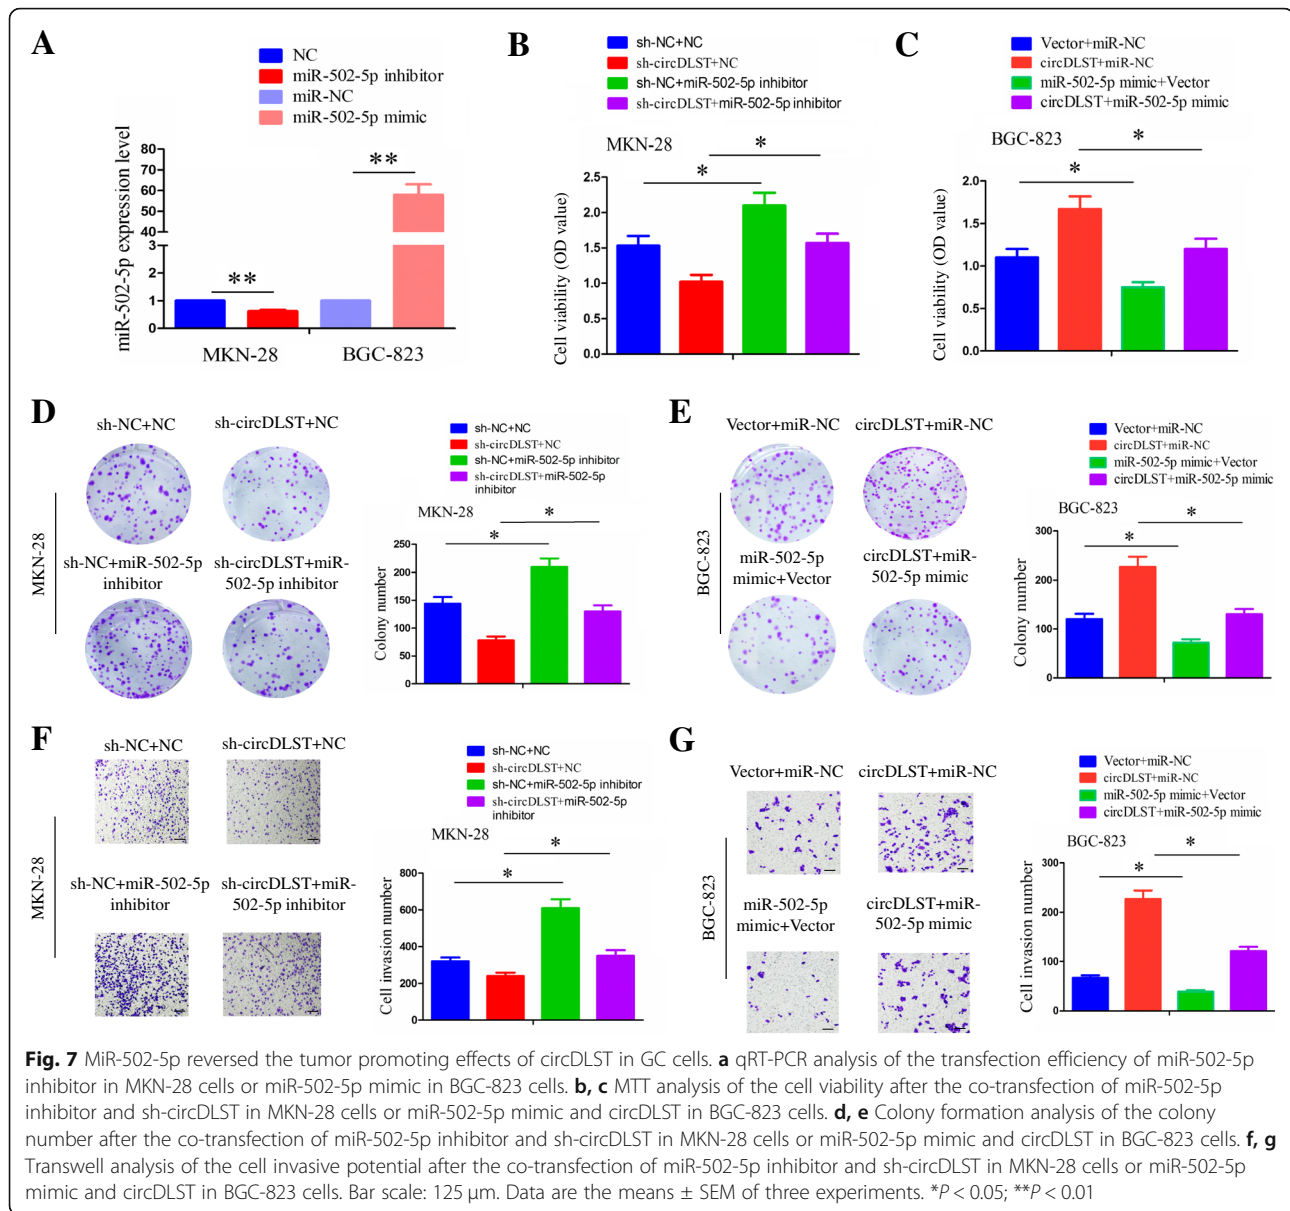 A
NC
miR-502-5p inhibitor
miR-NC
miR-502-5p mimic
miR-502-5p expression level
80
70
60
50
40
3
2
1
0
**
**
MKN-28
BGC-823
B
sh-NC+NC
sh-circDLST+NC
sh-NC+miR-502-5p inhibitor
sh-circDLST+miR-502-5p inhibitor
MKN-28
*
*
Cell viability (OD value)
2.5
2.0
1.5
1.0
0.5
0.0
C
Vector+miR-NC
circDLST+miR-NC
miR-502-5p mimic+Vector
circDLST+miR-502-5p mimic
BGC-823
*
*
Cell viability (OD value)
2.0
1.5
1.0
0.5
0.0
D
sh-NC+NC
sh-circDLST+NC
sh-NC+miR-502-5p
inhibitor
sh-circDLST+miR-
502-5p inhibitor
MKN-28
sh-NC+NC
sh-circDLST+NC
sh-NC+miR-502-5p inhibitor
sh-circDLST+miR-502-5p
inhibitor
MKN-28
*
*
Colony number
250
200
150
100
50
0
E
Vector+miR-NC
circDLST+miR-NC
miR-502-5p
mimic+Vector
circDLST+miR-
502-5p mimic
BGC-823
Vector+miR-NC
circDLST+miR-NC
miR-502-5p mimic+Vector
circDLST+miR-502-5p mimic
BGC-823
*
*
Colony number
300
200
100
0
F
sh-NC+NC
sh-circDLST+NC
sh-NC+miR-502-5p
inhibitor
sh-circDLST+miR-
502-5p inhibitor
MKN-28
sh-NC+NC
sh-circDLST+NC
sh-NC+miR-502-5p inhibitor
sh-circDLST+miR-502-5p
inhibitor
MKN-28
*
*
Cell invasion number
800
600
400
200
0
G
Vector+miR-NC
circDLST+miR-NC
miR-502-5p
mimic+Vector
circDLST+miR-
502-5p mimic
BGC-823
Vector+miR-NC
circDLST+miR-NC
miR-502-5p mimic+Vector
circDLST+miR-502-5p mimic
BGC-823
*
*
Cell invasion number
300
200
100
0
Fig. 7 MiR-502-5p reversed the tumor promoting effects of circDLST in GC cells. a qRT-PCR analysis of the transfection efficiency of miR-502-5p
inhibitor in MKN-28 cells or miR-502-5p mimic in BGC-823 cells. b, c MTT analysis of the cell viability after the co-transfection of miR-502-5p
inhibitor and sh-circDLST in MKN-28 cells or miR-502-5p mimic and circDLST in BGC-823 cells. d, e Colony formation analysis of the colony
number after the co-transfection of miR-502-5p inhibitor and sh-circDLST in MKN-28 cells or miR-502-5p mimic and circDLST in BGC-823 cells. f, g
Transwell analysis of the cell invasive potential after the co-transfection of miR-502-5p inhibitor and sh-circDLST in MKN-28 cells or miR-502-5p
mimic and circDLST in BGC-823 cells. Bar scale: 125 μm. Data are the means ± SEM of three experiments. *P < 0.05; **P < 0.01